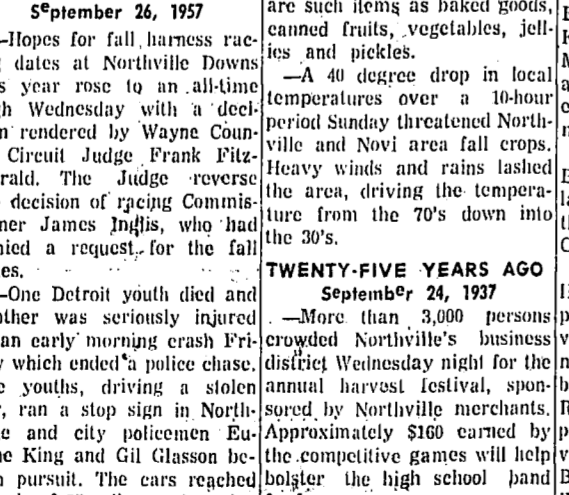 September 26, 1957
—Hopes for fall harness rac-
dates at Northville Downs
year rose to an all-time
Wednesday with a deci-
rendered by Wayne Coun-
Circuit Judge Frank Fitz-
rald. The Judge reverse
decision of racing Commis-
ner James Inglis, who had
nied a request for the fall
es.
—One Detroit youth died and
other was seriously injured
an early morning crash Fri-
which ended a police chase.
youths, driving a stolen
, ran a stop sign in North-
and city policemen Eu-
ne King and Gil Glasson be-
pursuit. The cars reached
are such items as baked goods,
canned fruits, vegetables, jell-
ies and pickles.
—A 40 degree drop in local
temperatures over a 10-hour
period Sunday threatened North-
ville and Novi area fall crops.
Heavy winds and rains lashed
the area, driving the tempera-
ture from the 70's down into
the 30's.
TWENTY-FIVE YEARS AGO
September 24, 1937
—More than 3,000 persons
crowded Northville's business
district Wednesday night for the
annual harvest festival, spon-
sored by Northville merchants.
Approximately $160 earned by
the competitive games will help
bolster the high school band